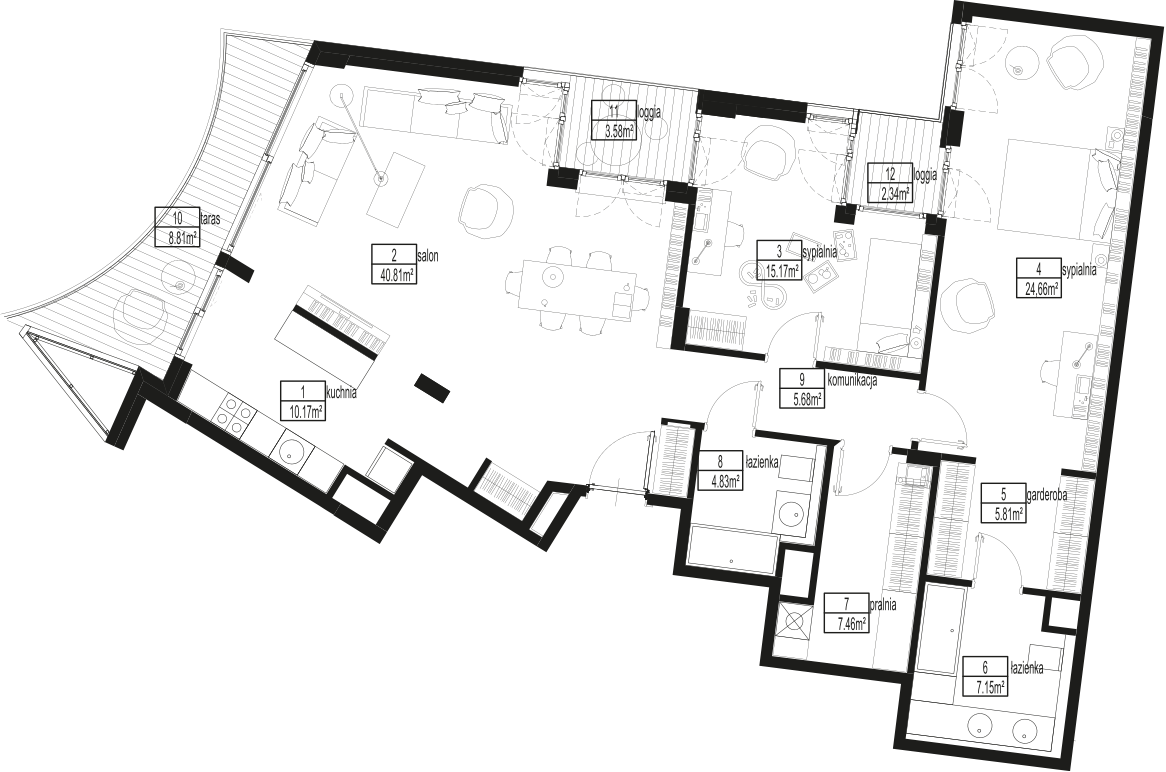 11 loggia
3.58m²
12 loggia
2.34m²
10 taras
8.81m²
2 salon
40.81m²
3 sypialnia
15.17m²
4 sypialnia
24,66m²
1 kuchnia
10.17m²
9 komunikacja
5.68m²
8 łazienka
4.83m²
5 garderoba
5.81m²
7 pralnia
7.46m²
6 łazienka
7.15m²